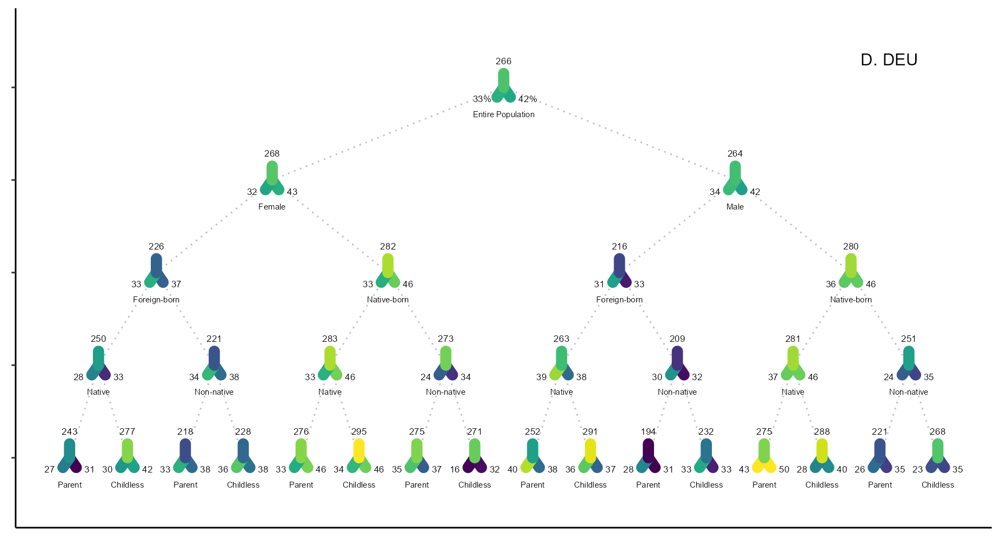 D. DEU
266
33% 42%
Entire Population
268 264
32 43 34 42
Female Male
226 282 216 280
33 37 33 46 31 33 36 46
Foreign-born Native-born Foreign-born Native-born
250 221 283 273 263 209 281 251
28 33 34 38 33 46 24 34 39 38 30 32 37 46 24 35
Native Non-native Native Non-native Native Non-native Native Non-native
243 277 218 228 276 295 275 271 252 291 194 232 275 288 221 268
27 31 30 42 33 38 36 38 33 46 34 46 35 37 16 32 40 38 36 37 28 31 33 33 43 50 28 40 26 35 23 35
Parent Childless Parent Childless Parent Childless Parent Childless Parent Childless Parent Childless Parent Childless Parent Childless